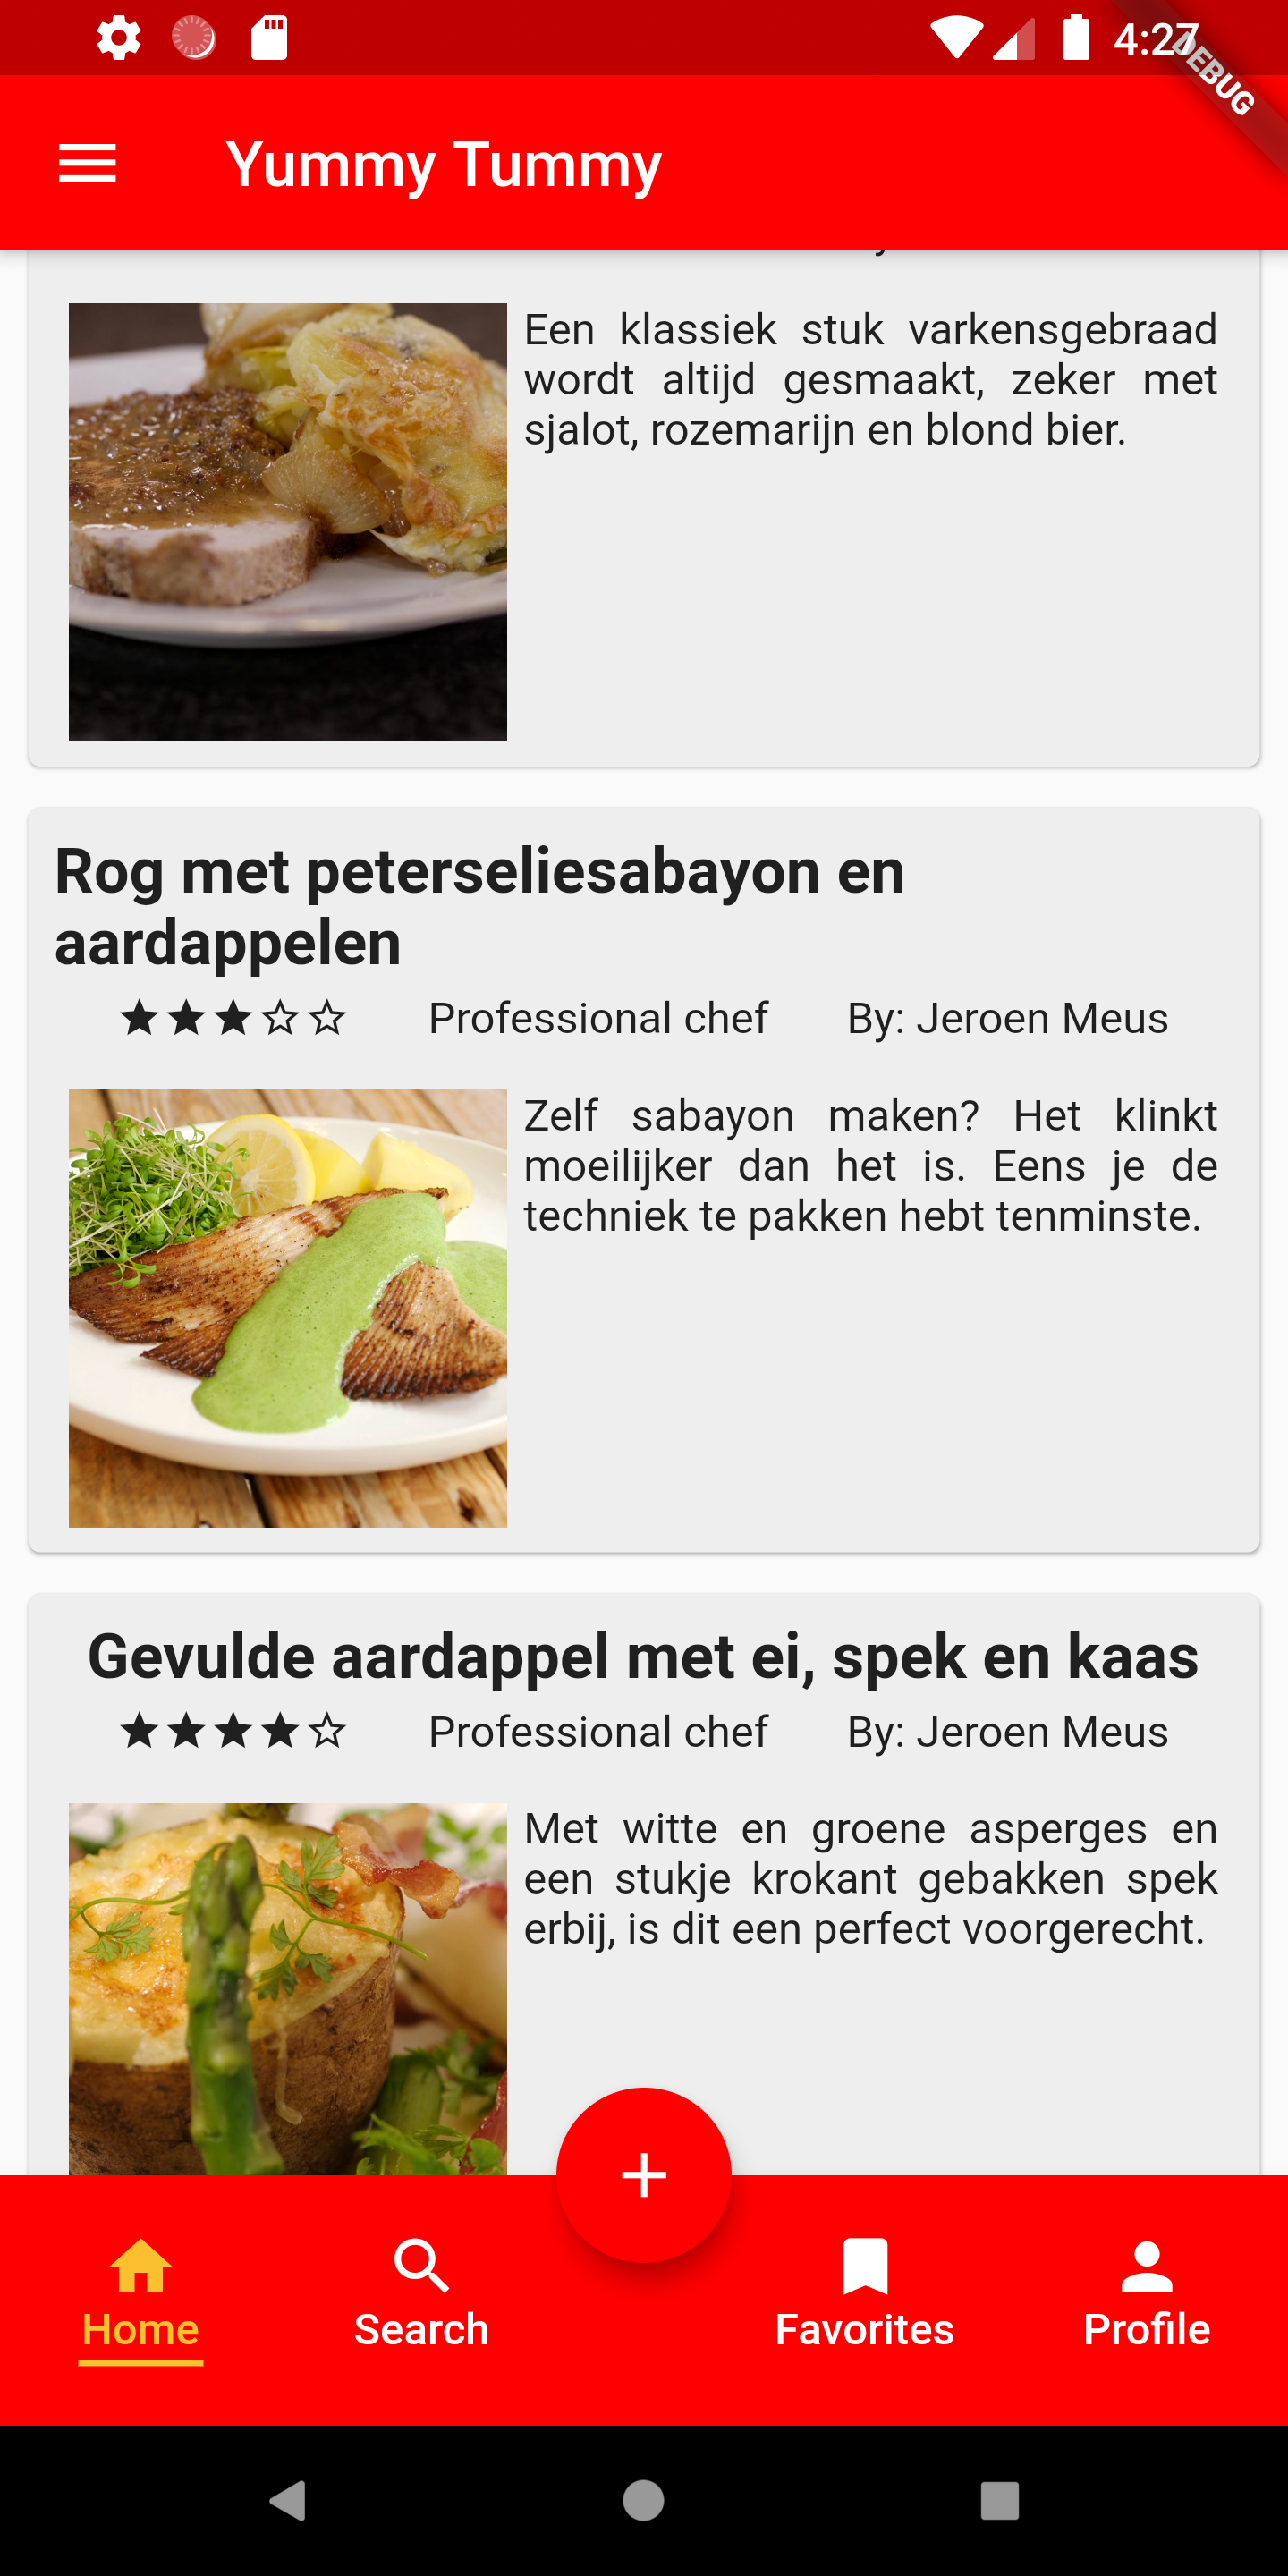 4:27
DEBUG
Yummy Tummy
Een klassiek stuk varkensgebraad
wordt altijd gesmaakt, zeker met
sjalot, rozemarijn en blond bier.
Rog met peterseliesabayon en
aardappelen
Professional chef By: Jeroen Meus
Zelf sabayon maken? Het klinkt
moeilijker dan het is. Eens je de
techniek te pakken hebt tenminste.
Gevulde aardappel met ei, spek en kaas
Professional chef By: Jeroen Meus
Met witte en groene asperges en
een stukje krokant gebakken spek
erbij, is dit een perfect voorgerecht.
Home Search Favorites Profile